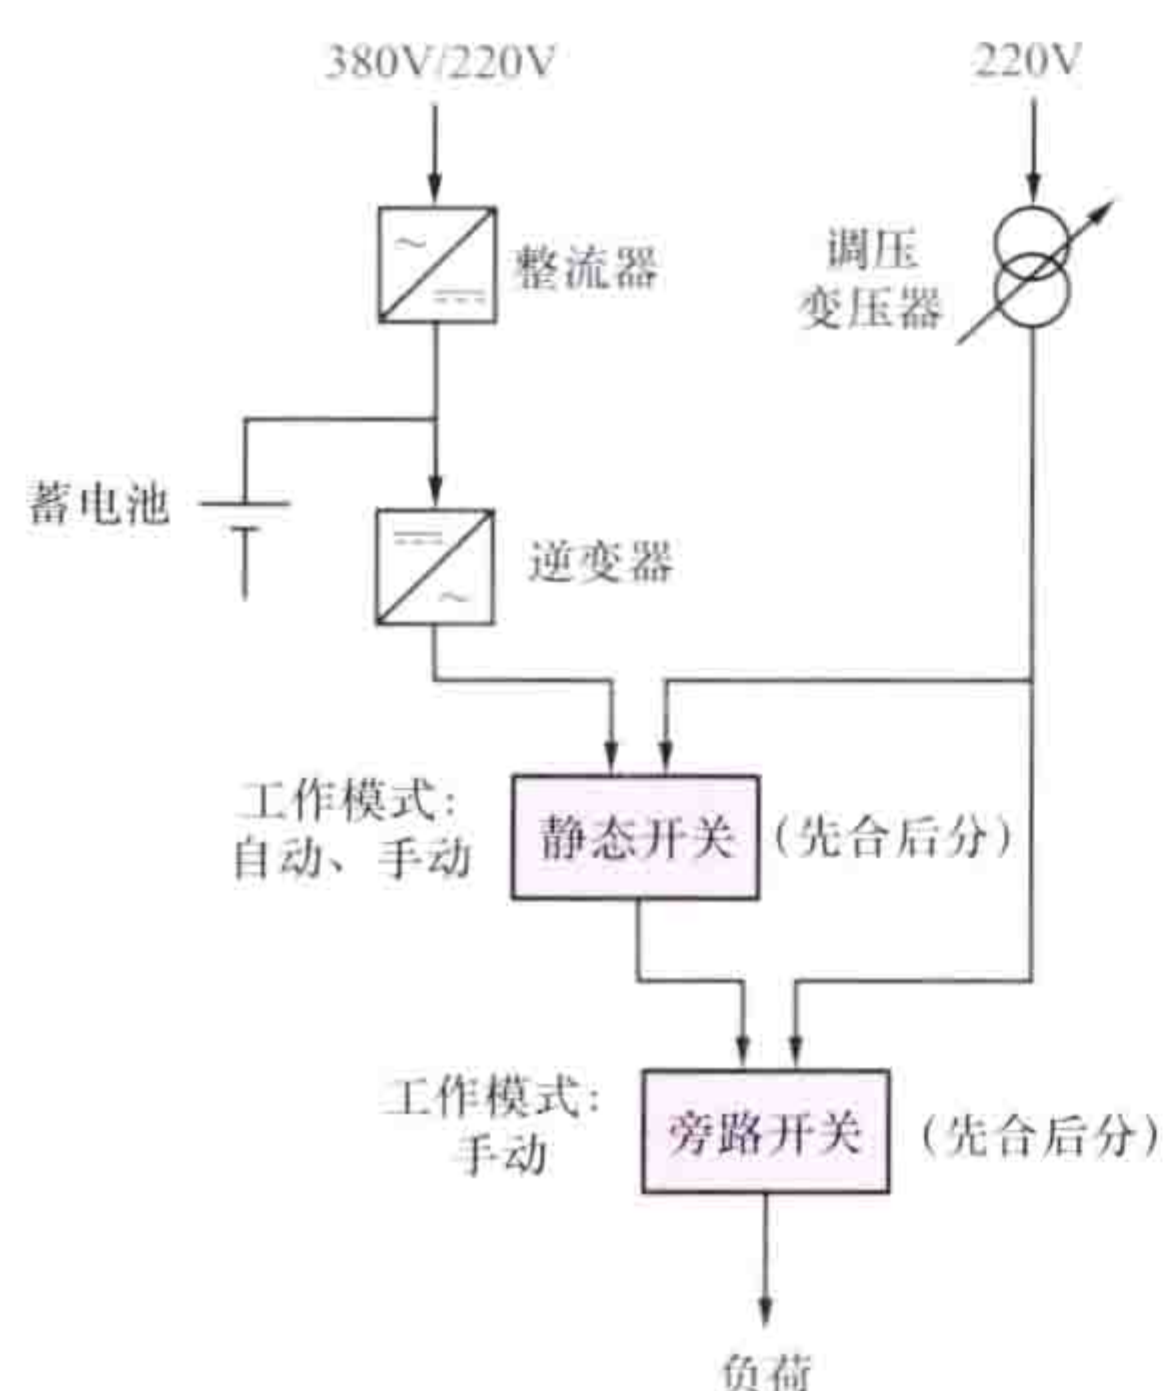 380V/220V
220V
整流器
调压
变压器
蓄电池
逆变器
工作模式:
自动、手动
静态开关
(先合后分)
工作模式:
手动
旁路开关
(先合后分)
负荷